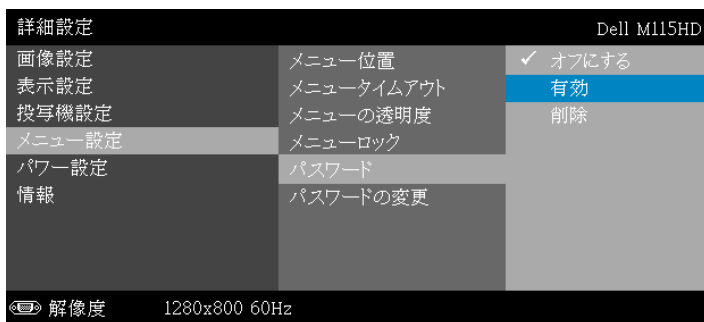 詳細設定 Dell M115HD
画像設定
表示設定
投写機設定
メニュー設定
パワー設定
情報
メニュー位置
メニュータイムアウト
メニューの透明度
メニューロック
パスワード
パスワードの変更
オフにする
有効
削除
解像度 1280x800 60Hz